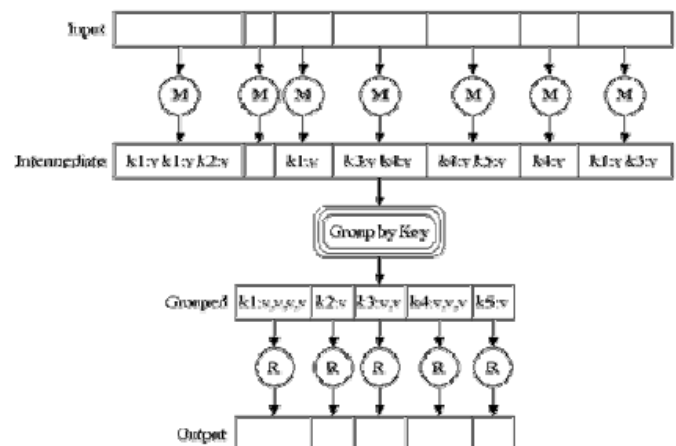 Input
M M M M M M M
Intermediate k1:v k1:v k2:v k1:v k3:v k4:v k4:v k5:v k4:v k1:v k3:v
Group by Key
Grouped k1:v,v,v,v k2:v k3:v,v k4:v,v,v k5:v
R R R R R
Output